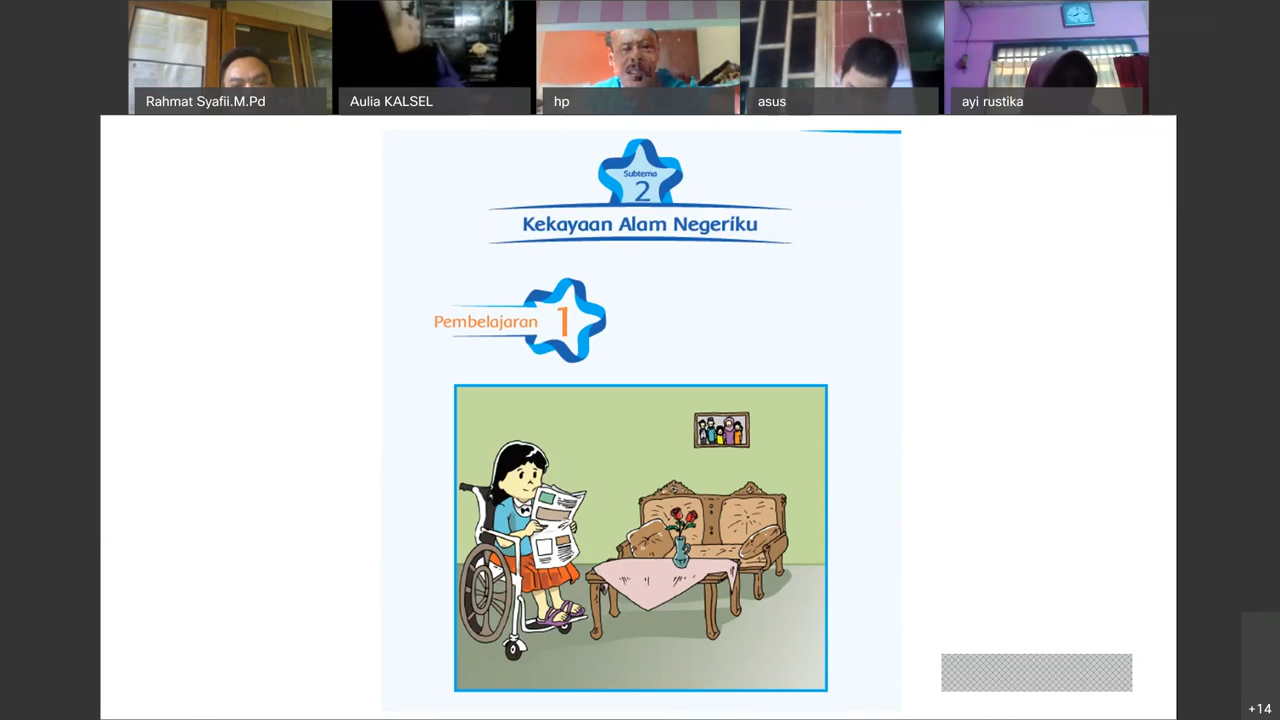 Rahmat Syafii.M.Pd
Aulia KALSEL
hp
asus
ayi rustika
Subtema
2
Kekayaan Alam Negeriku
Pembelajaran 1
+14